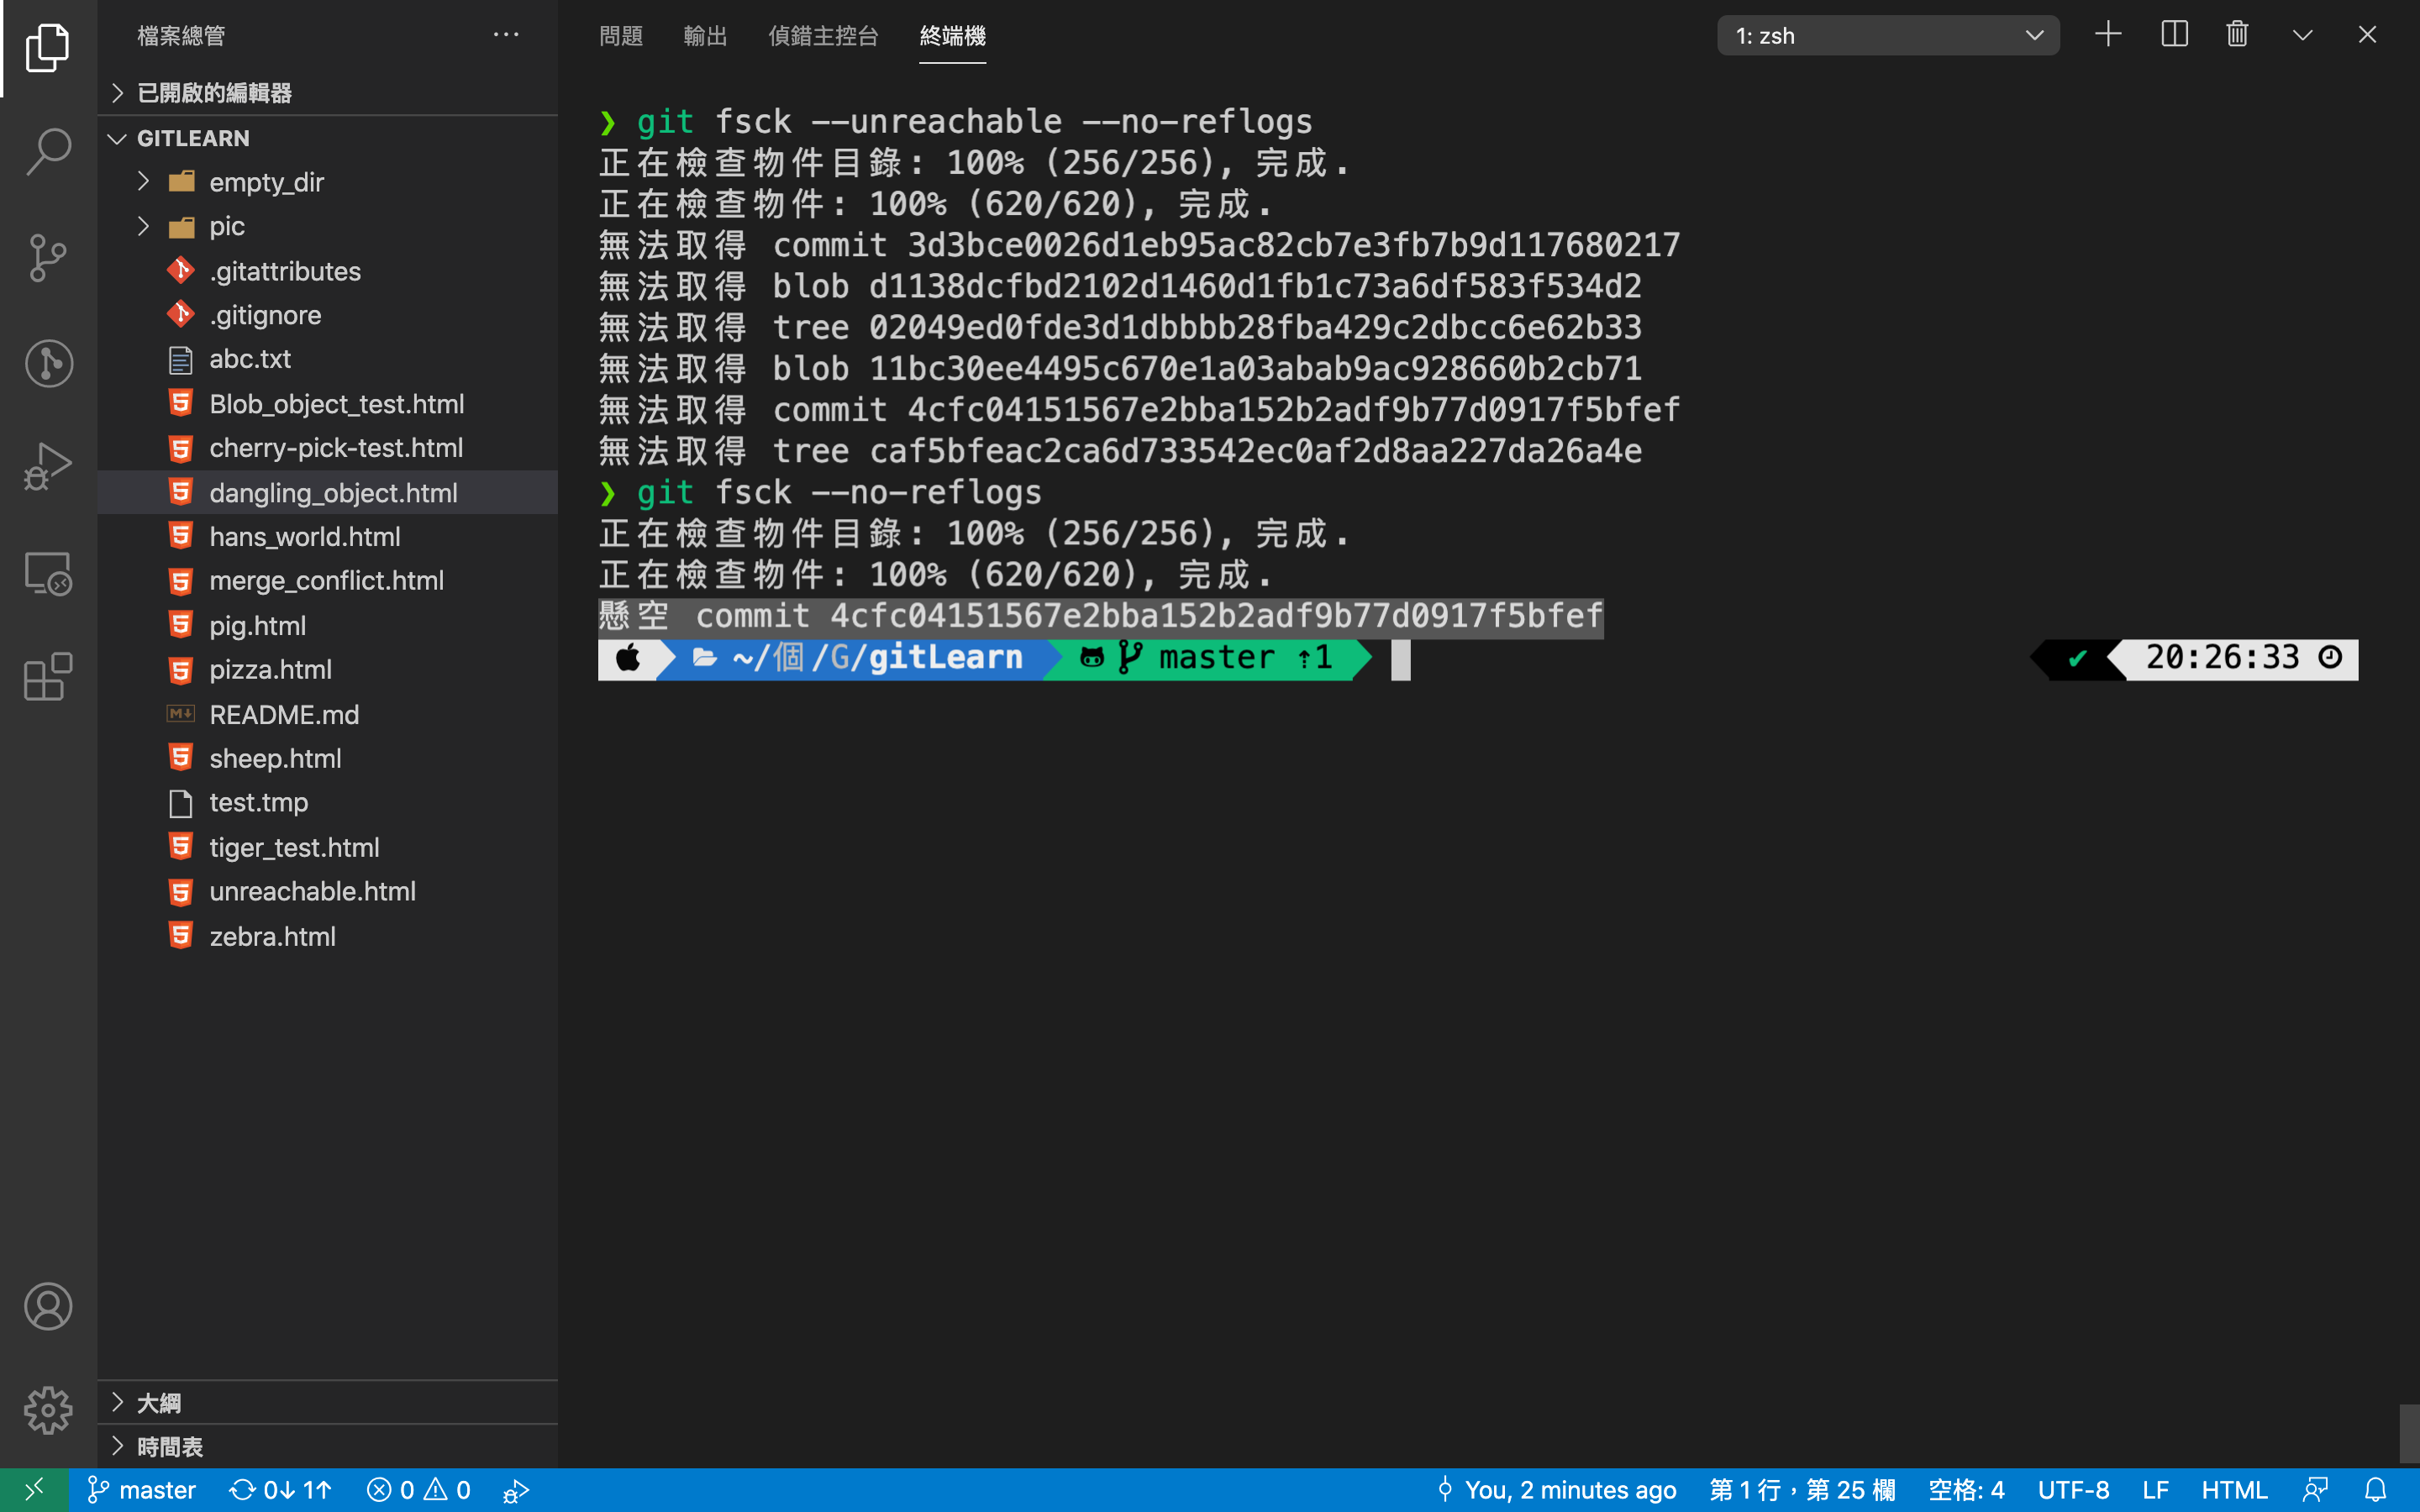 檔案總管
已開啟的編輯器
GITLEARN
empty_dir
pic
.gitattributes
.gitignore
abc.txt
Blob_object_test.html
cherry-pick-test.html
dangling_object.html
hans_world.html
merge_conflict.html
pig.html
pizza.html
README.md
sheep.html
test.tmp
tiger_test.html
unreachable.html
zebra.html
大綱
時間表
問題 輸出 偵錯主控台 終端機
1: zsh
❯ git fsck --unreachable --no-reflogs
正在檢查物件目錄: 100% (256/256), 完成.
正在檢查物件: 100% (620/620), 完成.
無法取得 commit 3d3bce0026d1eb95ac82cb7e3fb7b9d117680217
無法取得 blob d1138dcfbd2102d1460d1fb1c73a6df583f534d2
無法取得 tree 02049ed0fde3d1dbbbb28fba429c2dbcc6e62b33
無法取得 blob 11bc30ee4495c670e1a03abab9ac928660b2cb71
無法取得 commit 4cfc04151567e2bba152b2adf9b77d0917f5bfef
無法取得 tree caf5bfeac2ca6d733542ec0af2d8aa227da26a4e
❯ git fsck --no-reflogs
正在檢查物件目錄: 100% (256/256), 完成.
正在檢查物件: 100% (620/620), 完成.
懸空 commit 4cfc04151567e2bba152b2adf9b77d0917f5bfef
~/個/G/gitLearn master ⇡1 ✔ 20:26:33
master 0↓ 1↑ 0 0 You, 2 minutes ago 第 1 行，第 25 欄 空格: 4 UTF-8 LF HTML